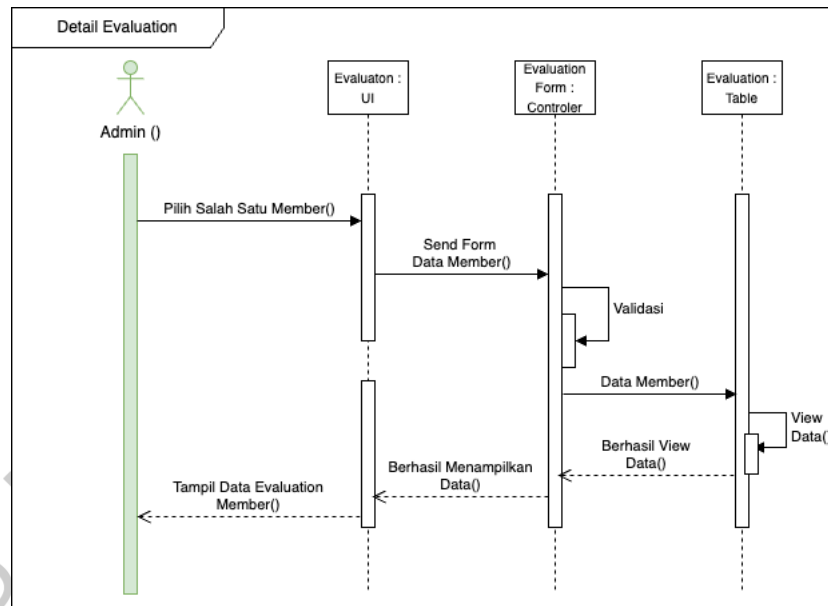 Detail Evaluation
Evaluaton :
UI
Evaluation
Form :
Controler
Evaluation :
Table
Admin ()
Pilih Salah Satu Member()
Send Form
Data Member()
Validasi
Data Member()
View
Data()
Berhasil View
Data()
Berhasil Menampilkan
Data()
Tampil Data Evaluation
Member()